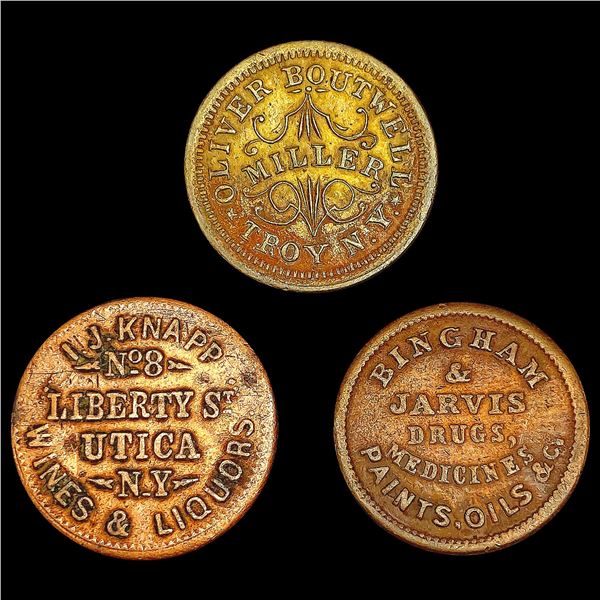 OLIVER BOUTWELL
MILLER
TROY N.Y.
I.J. KNAPP
No 8
LIBERTY ST
UTICA
N.Y
WINES & LIQUORS
BINGHAM
&
JARVIS
DRUGS,
MEDICINES
PAINTS, OILS &C.